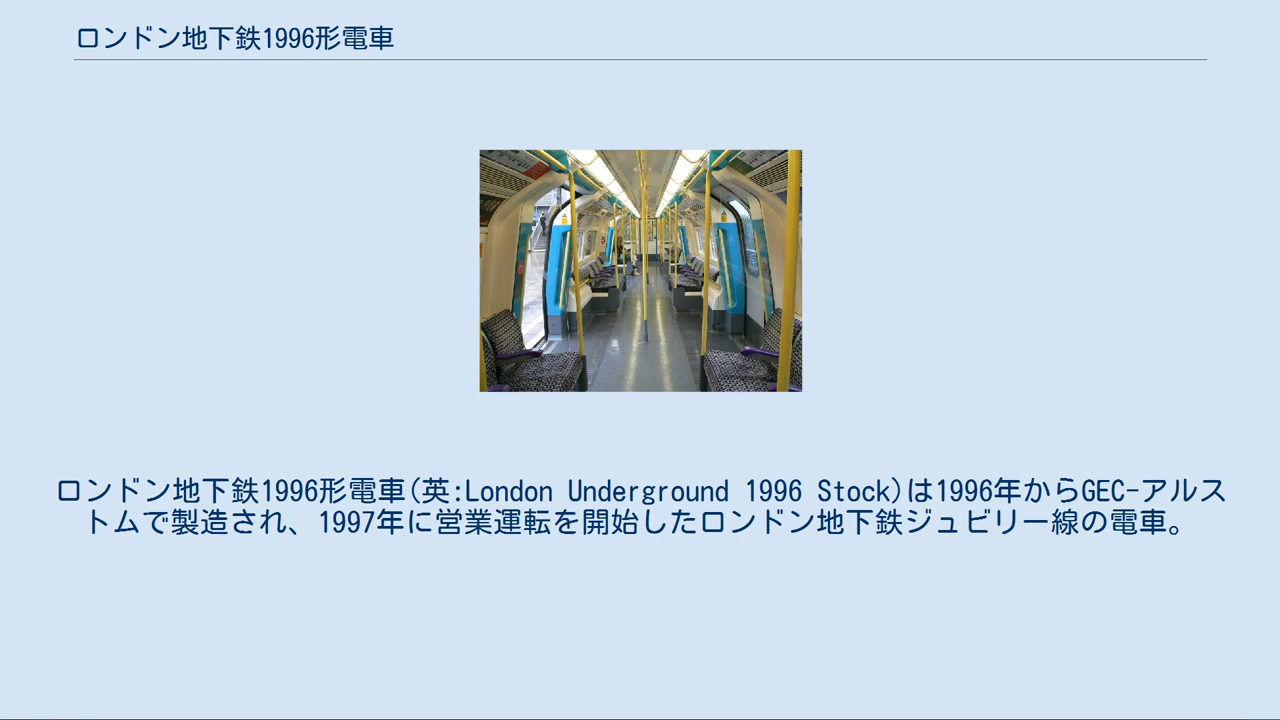 ロンドン地下鉄1996形電車
ロンドン地下鉄1996形電車(英:London Underground 1996 Stock)は1996年からGEC-アルス
トムで製造され、1997年に営業運転を開始したロンドン地下鉄ジュビリー線の電車。